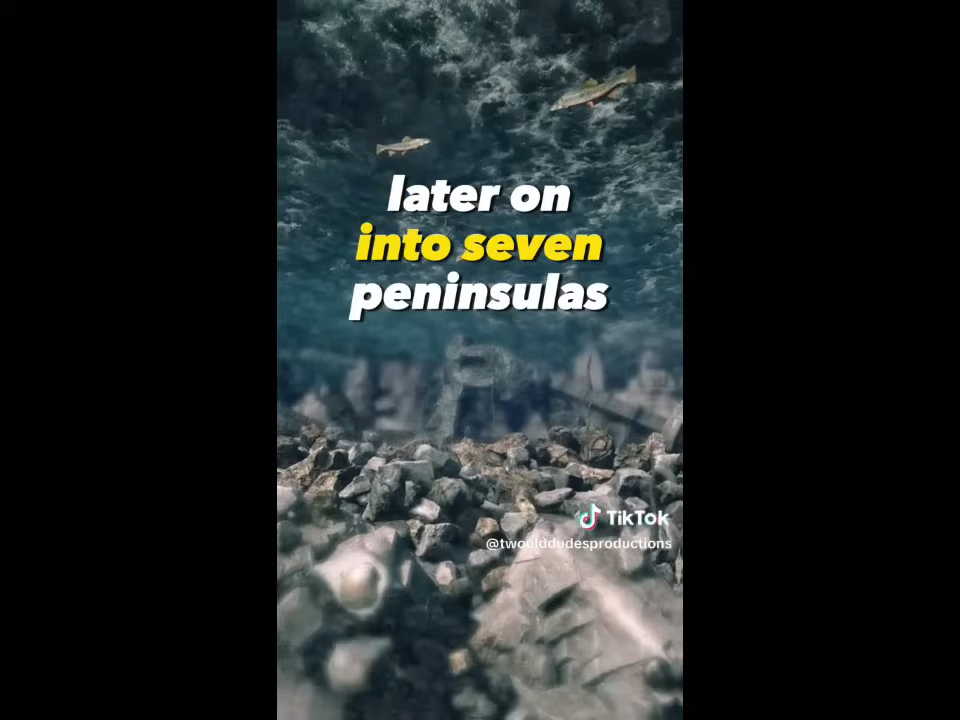 later on
into seven
peninsulas
TikTok
@twoolddudesproductions